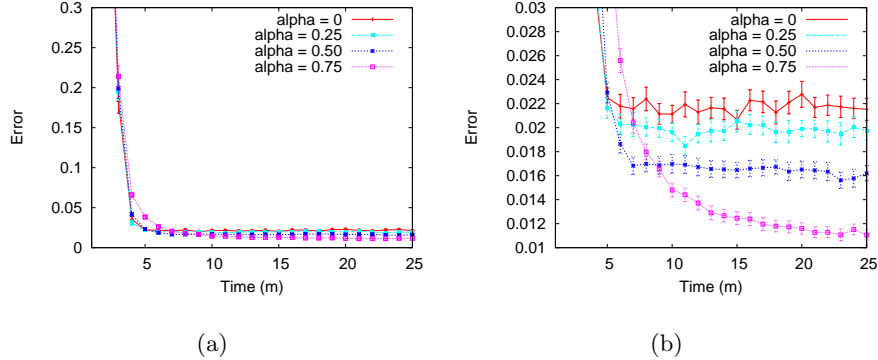 0.3
0.25
0.2
0.15
0.1
0.05
0
Error
5 10 15 20 25
Time (m)
alpha = 0
alpha = 0.25
alpha = 0.50
alpha = 0.75
(a)
0.03
0.028
0.026
0.024
0.022
0.02
0.018
0.016
0.014
0.012
0.01
Error
5 10 15 20 25
Time (m)
alpha = 0
alpha = 0.25
alpha = 0.50
alpha = 0.75
(b)